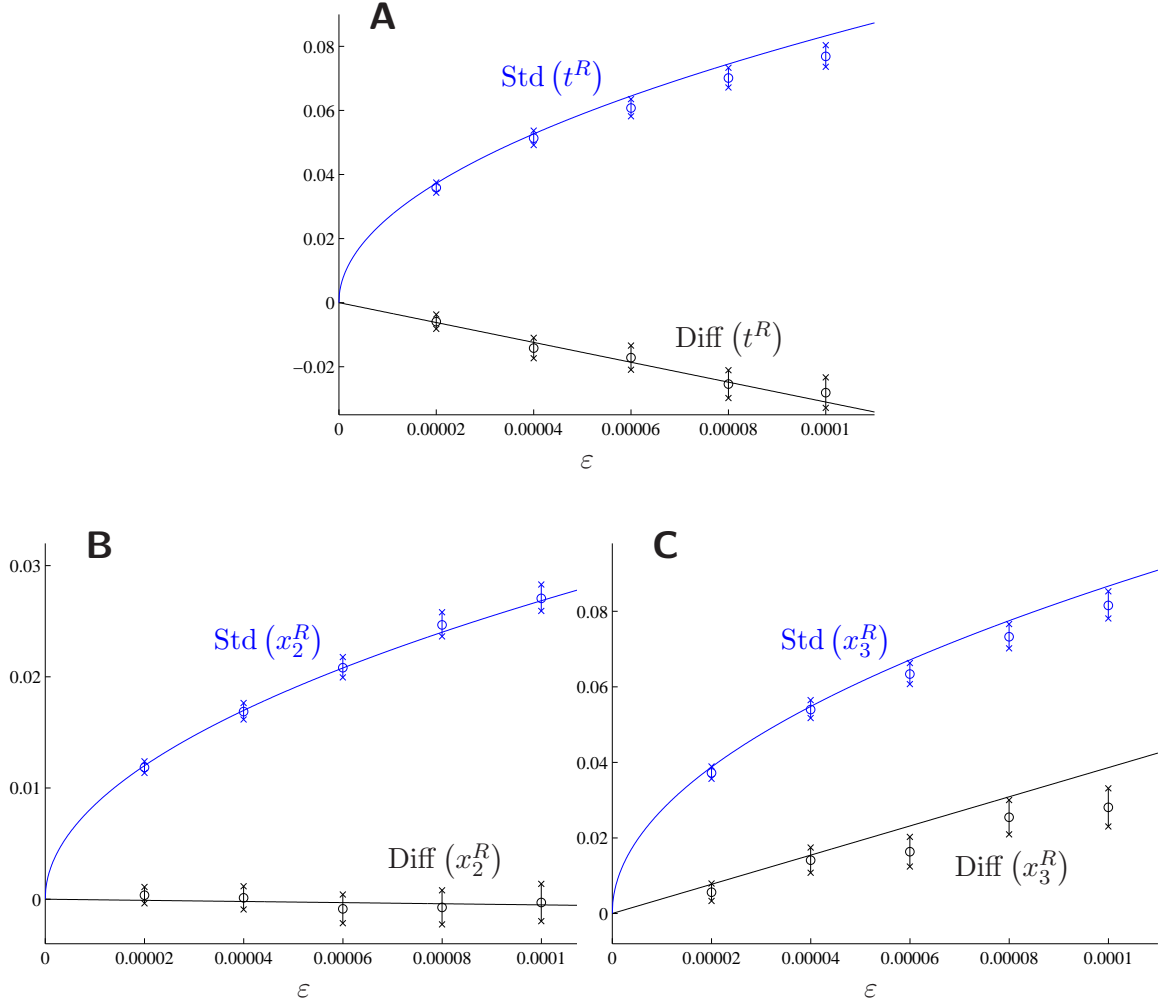 A
0.08
0.06
0.04
0.02
0
−0.02
Std (t^R)
Diff (t^R)
0 0.00002 0.00004 0.00006 0.00008 0.0001
ε
B
0.03
0.02
0.01
0
Std (x_2^R)
Diff (x_2^R)
0 0.00002 0.00004 0.00006 0.00008 0.0001
ε
C
0.08
0.06
0.04
0.02
0
Std (x_3^R)
Diff (x_3^R)
0 0.00002 0.00004 0.00006 0.00008 0.0001
ε